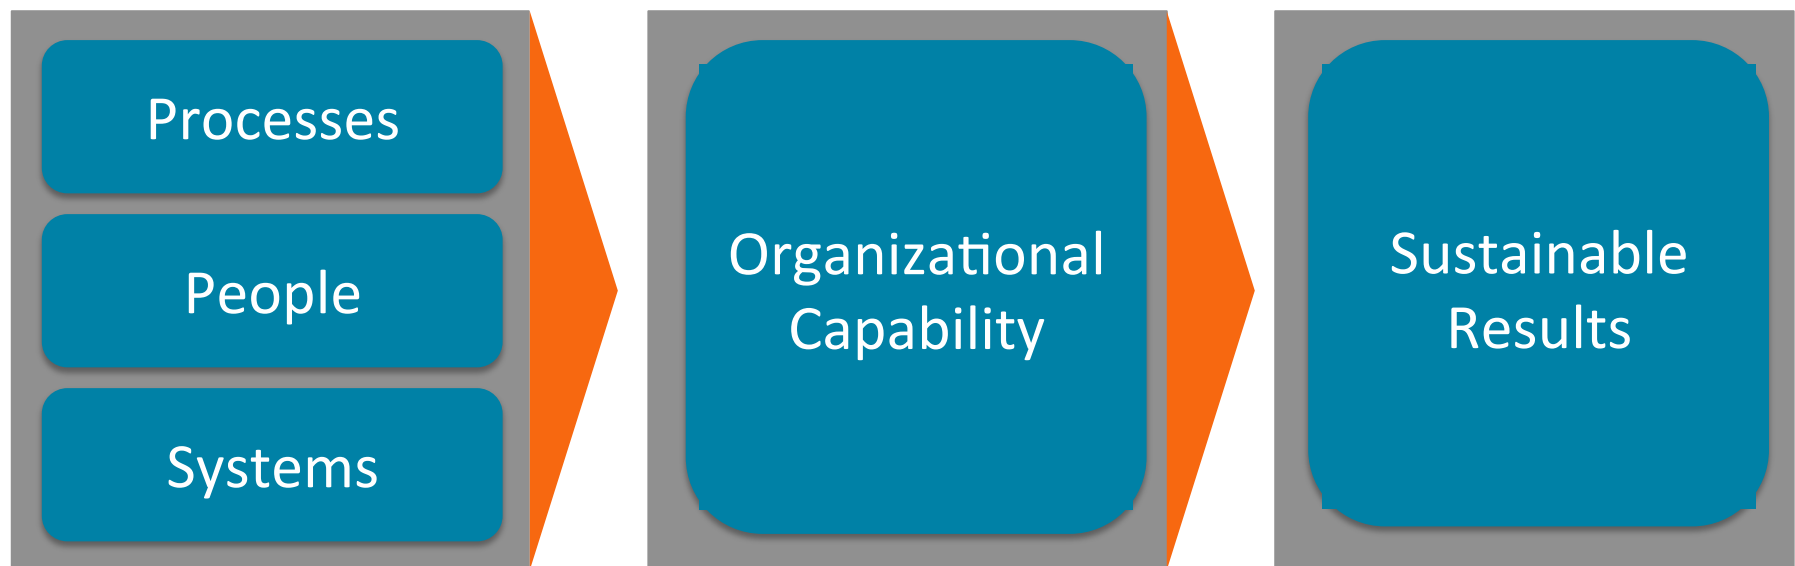 Processes
People
Systems
Organizational
Capability
Sustainable
Results